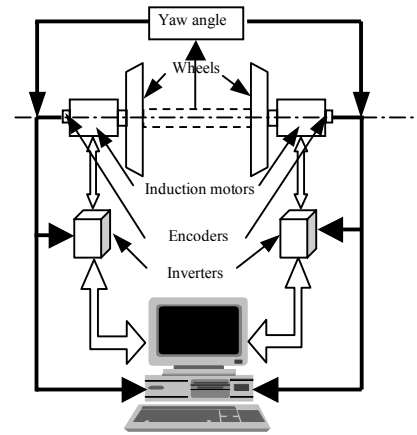 Yaw angle
Wheels
Induction motors
Encoders
Inverters